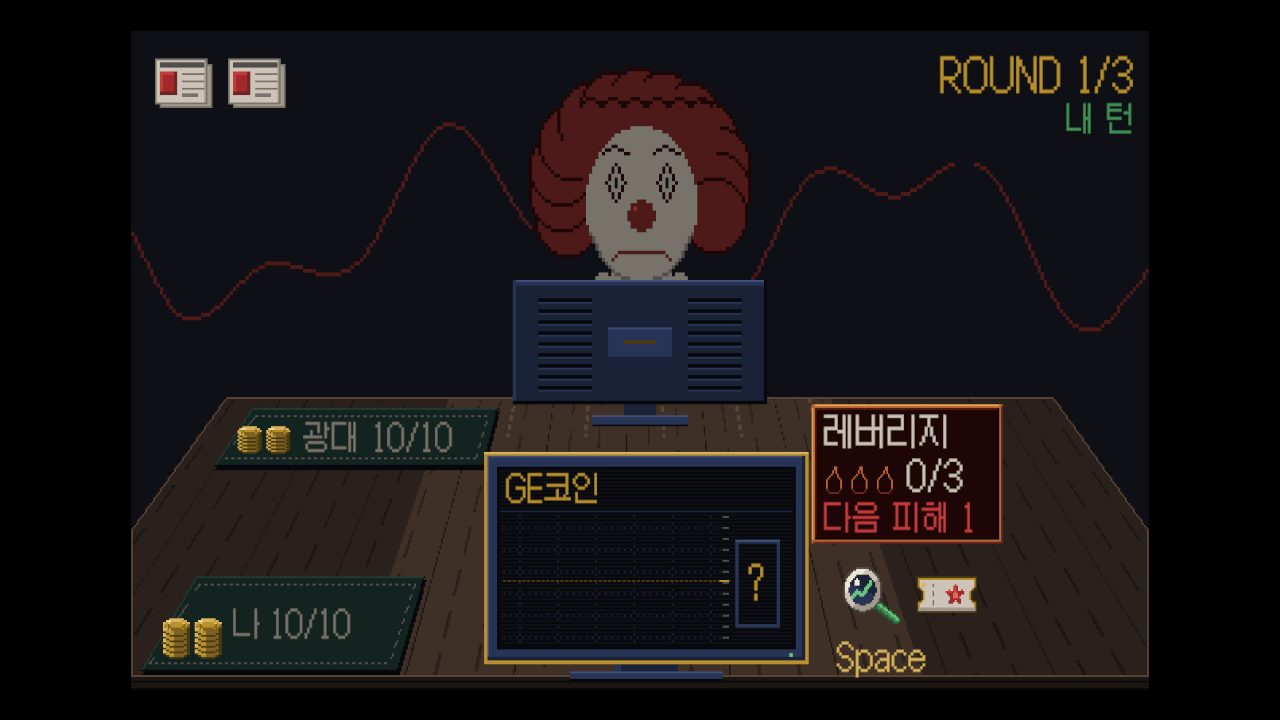 ROUND 1/3
내 턴
광대 10/10
레버리지
0/3
다음 피해 1
GE코인
?
나 10/10
Space